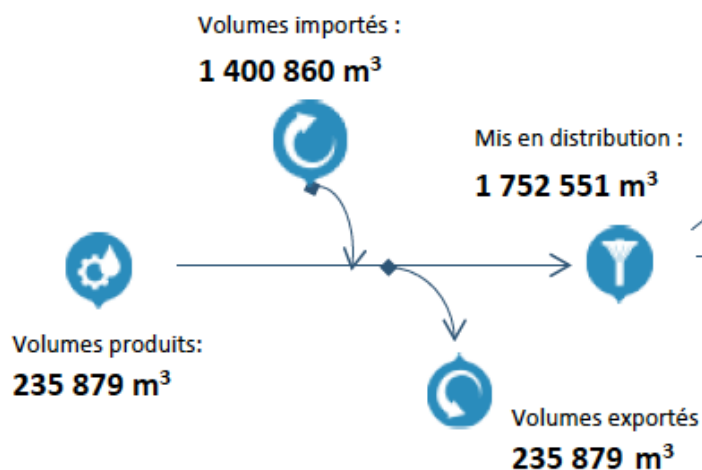 Volumes importés :
1 400 860 m³
Mis en distribution :
1 752 551 m³
Volumes produits:
235 879 m³
Volumes exportés
235 879 m³